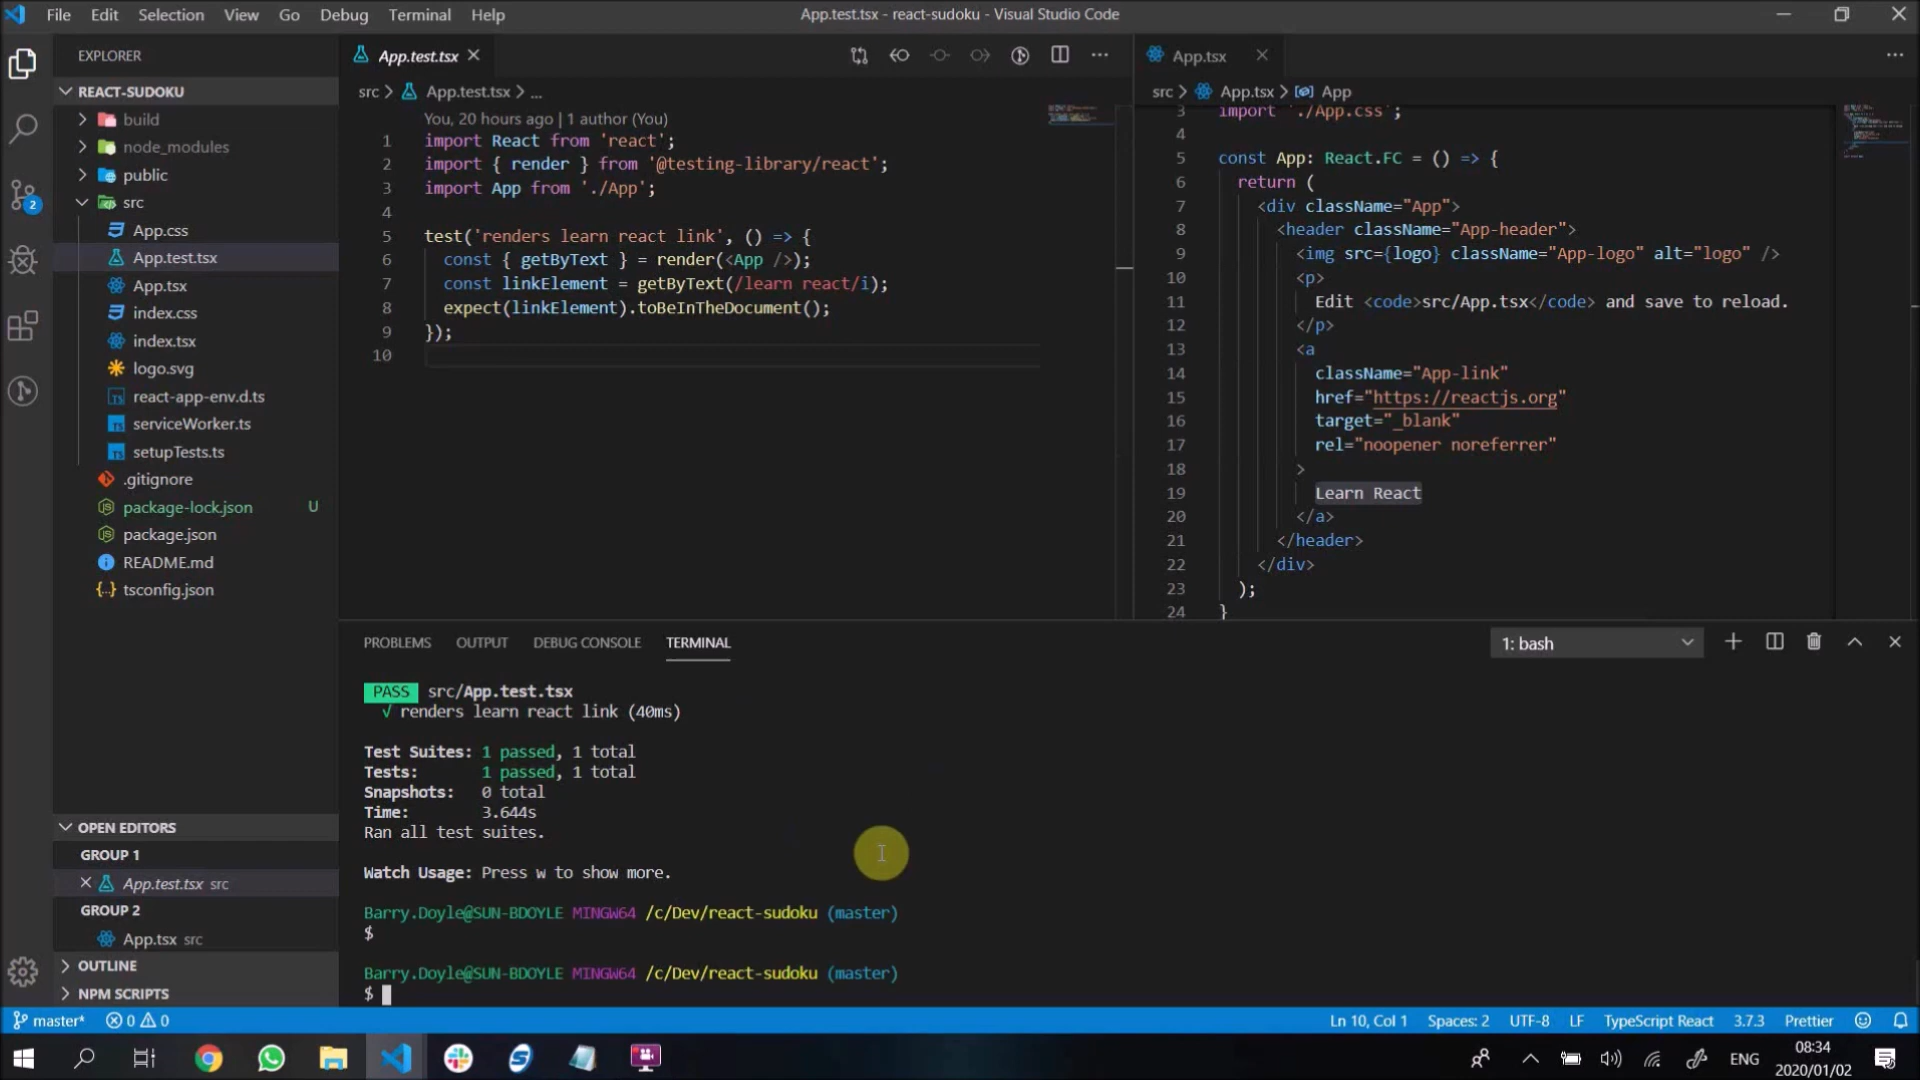 File Edit Selection View Go Debug Terminal Help
App.test.tsx - react-sudoku - Visual Studio Code
EXPLORER
REACT-SUDOKU
build
node_modules
public
src
App.css
App.test.tsx
App.tsx
index.css
index.tsx
logo.svg
react-app-env.d.ts
serviceWorker.ts
setupTests.ts
.gitignore
package-lock.json U
package.json
README.md
tsconfig.json
OPEN EDITORS
GROUP 1
App.test.tsx src
GROUP 2
App.tsx src
OUTLINE
NPM SCRIPTS
App.test.tsx
src > App.test.tsx > ...
You, 20 hours ago | 1 author (You)
1 import React from 'react';
2 import { render } from '@testing-library/react';
3 import App from './App';
4
5 test('renders learn react link', () => {
6 const { getByText } = render(<App />);
7 const linkElement = getByText(/learn react/i);
8 expect(linkElement).toBeInTheDocument();
9 });
10
App.tsx
src > App.tsx > App
3 import './App.css';
4
5 const App: React.FC = () => {
6 return (
7 <div className="App">
8 <header className="App-header">
9 <img src={logo} className="App-logo" alt="logo" />
10 <p>
11 Edit <code>src/App.tsx</code> and save to reload.
12 </p>
13 <a
14 className="App-link"
15 href="https://reactjs.org"
16 target="_blank"
17 rel="noopener noreferrer"
18 >
19 Learn React
20 </a>
21 </header>
22 </div>
23 );
24 }
PROBLEMS OUTPUT DEBUG CONSOLE TERMINAL
1: bash
PASS src/App.test.tsx
√ renders learn react link (40ms)
Test Suites: 1 passed, 1 total
Tests: 1 passed, 1 total
Snapshots: 0 total
Time: 3.644s
Ran all test suites.
Watch Usage: Press w to show more.
Barry.Doyle@SUN-BDOYLE MINGW64 /c/Dev/react-sudoku (master)
$
Barry.Doyle@SUN-BDOYLE MINGW64 /c/Dev/react-sudoku (master)
$
2
master* 0 0
Ln 10, Col 1 Spaces: 2 UTF-8 LF TypeScript React 3.7.3 Prettier
ENG
08:34
2020/01/02